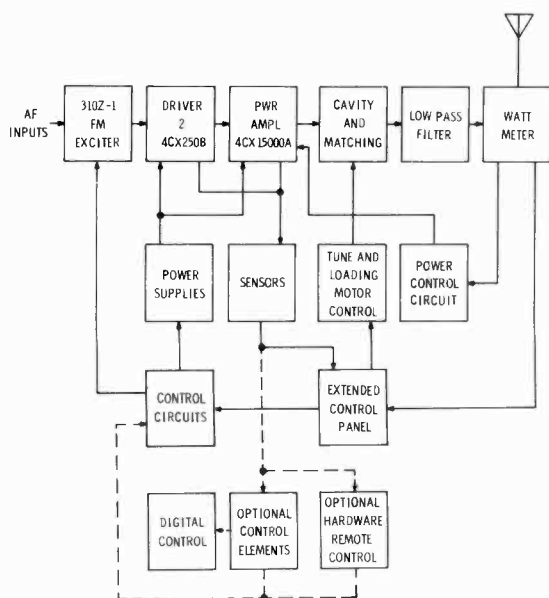 AF
INPUTS
310Z-1
FM
EXCITER
DRIVER
2
4CX250B
PWR
AMPL
4CX15000A
CAVITY
AND
MATCHING
LOW PASS
FILTER
WATT
METER
POWER
SUPPLIES
SENSORS
TUNE AND
LOADING
MOTOR
CONTROL
POWER
CONTROL
CIRCUIT
CONTROL
CIRCUITS
EXTENDED
CONTROL
PANEL
DIGITAL
CONTROL
OPTIONAL
CONTROL
ELEMENTS
OPTIONAL
HARDWARE
REMOTE
CONTROL